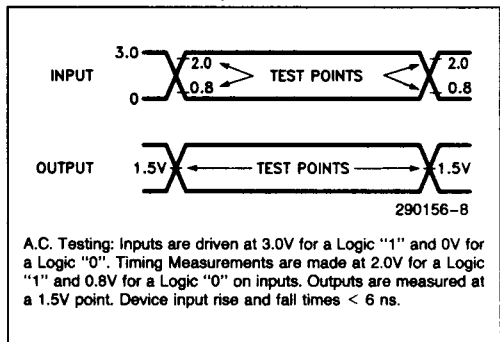 3.0
2.0
2.0
INPUT
TEST POINTS
0.8
0.8
0
OUTPUT
1.5V
TEST POINTS
1.5V
290156–8
A.C. Testing: Inputs are driven at 3.0V for a Logic "1" and 0V for
a Logic "0". Timing Measurements are made at 2.0V for a Logic
"1" and 0.8V for a Logic "0" on inputs. Outputs are measured at
a 1.5V point. Device input rise and fall times < 6 ns.